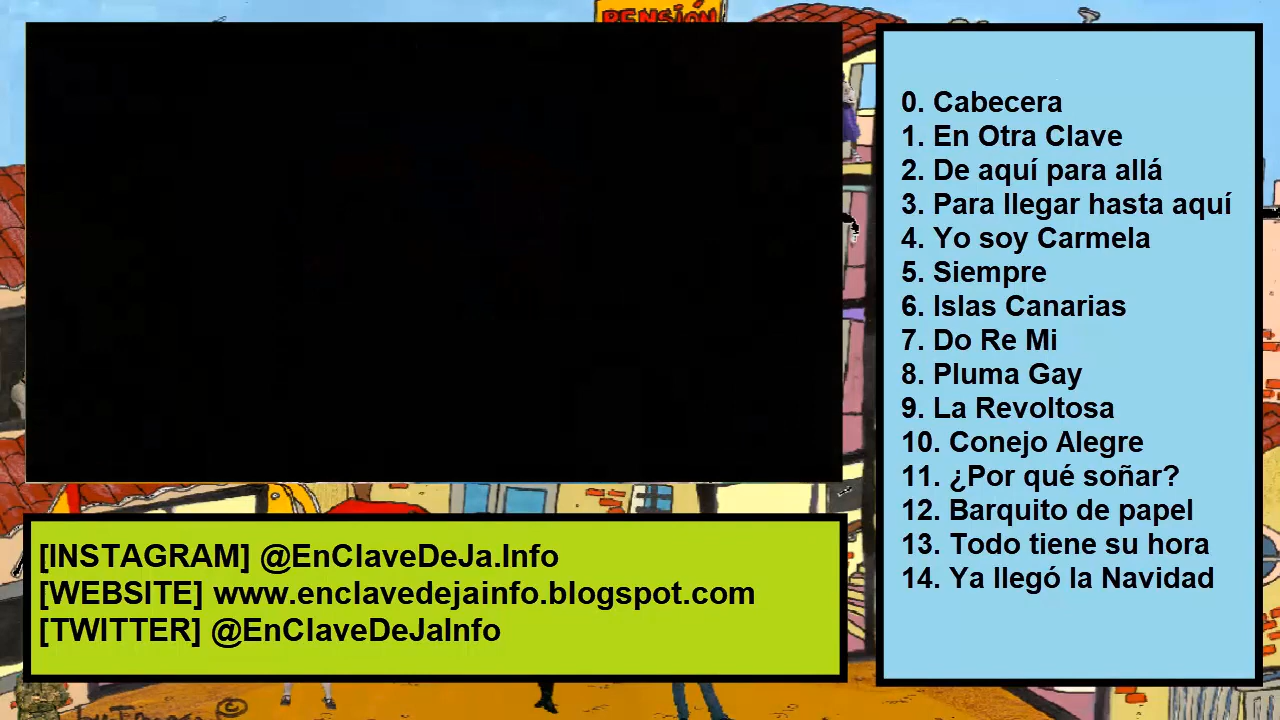 PENSIÓN
0. Cabecera
1. En Otra Clave
2. De aquí para allá
3. Para llegar hasta aquí
4. Yo soy Carmela
5. Siempre
6. Islas Canarias
7. Do Re Mi
8. Pluma Gay
9. La Revoltosa
10. Conejo Alegre
11. ¿Por qué soñar?
12. Barquito de papel
13. Todo tiene su hora
14. Ya llegó la Navidad
[INSTAGRAM] @EnClaveDeJa.Info
[WEBSITE] www.enclavedejainfo.blogspot.com
[TWITTER] @EnClaveDeJaInfo